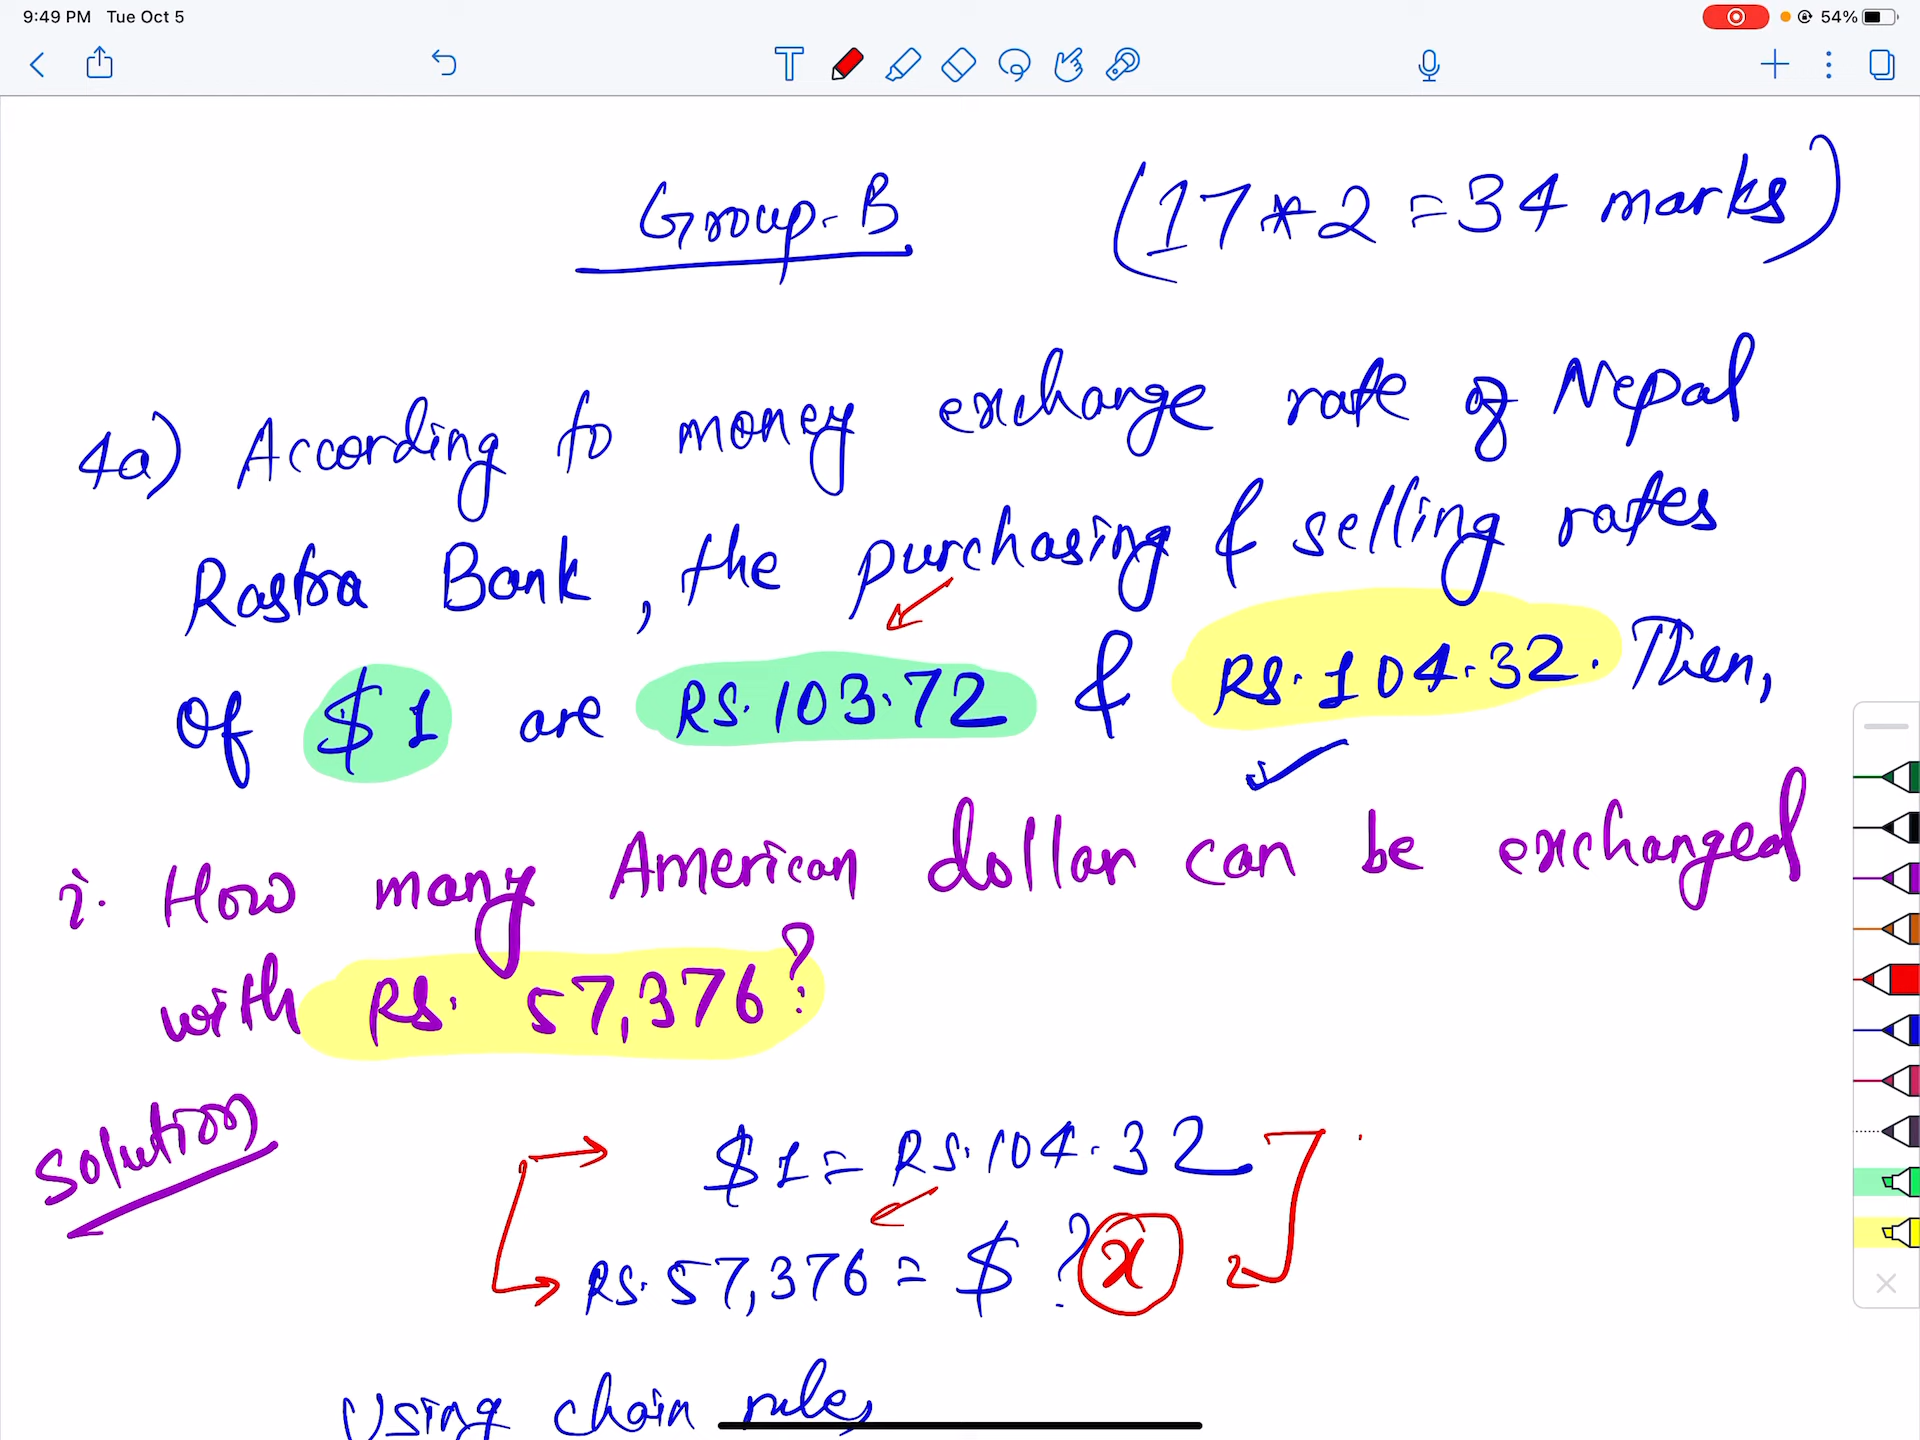 9:49 PM Tue Oct 5
54%
Group-B (17*2=34 marks)
4a) According to money exchange rate of Nepal
Rastra Bank, the purchasing & selling rates
of $1 are RS.103.72 & RS.104.32. Then,
i. How many American dollar can be exchanged
with RS. 57,376?
Solution
$1 = RS.104.32
RS.57,376 = $ ? x
Using chain rule,